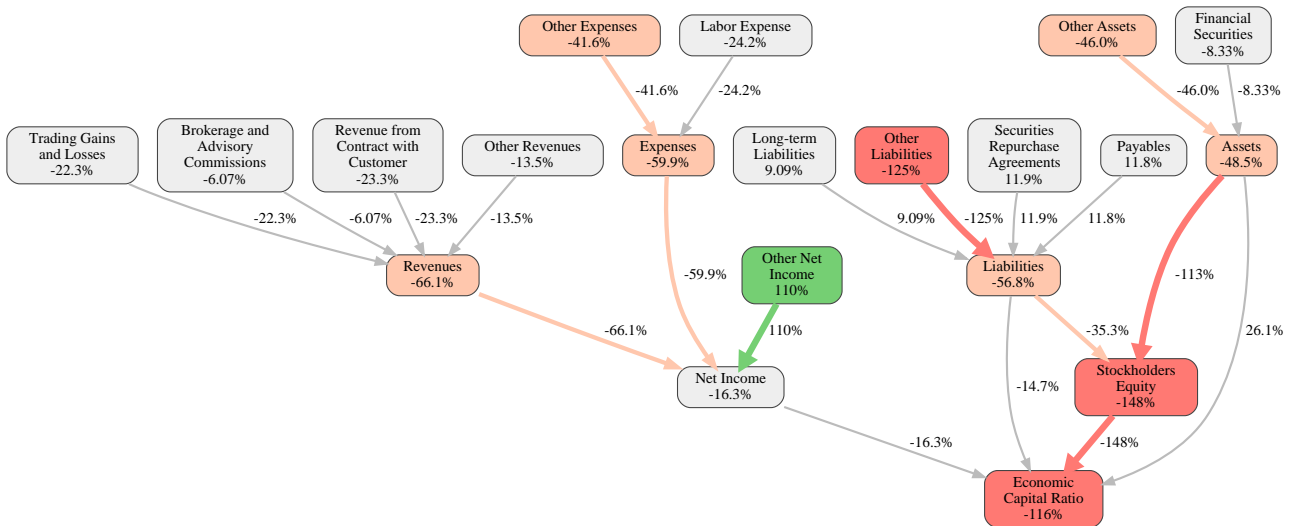 Other Expenses
-41.6%
Labor Expense
-24.2%
Other Assets
-46.0%
Financial
Securities
-8.33%
-41.6%
-24.2%
-46.0%
-8.33%
Trading Gains
and Losses
-22.3%
Brokerage and
Advisory
Commissions
-6.07%
Revenue from
Contract with
Customer
-23.3%
Other Revenues
-13.5%
Expenses
-59.9%
Long-term
Liabilities
9.09%
Other
Liabilities
-125%
Securities
Repurchase
Agreements
11.9%
Payables
11.8%
Assets
-48.5%
-22.3%
-6.07%
-23.3%
-13.5%
9.09%
-125%
11.9%
11.8%
Revenues
-66.1%
-59.9%
Other Net
Income
110%
Liabilities
-56.8%
-113%
-66.1%
110%
-35.3%
26.1%
Net Income
-16.3%
-14.7%
Stockholders
Equity
-148%
-16.3%
-148%
Economic
Capital Ratio
-116%